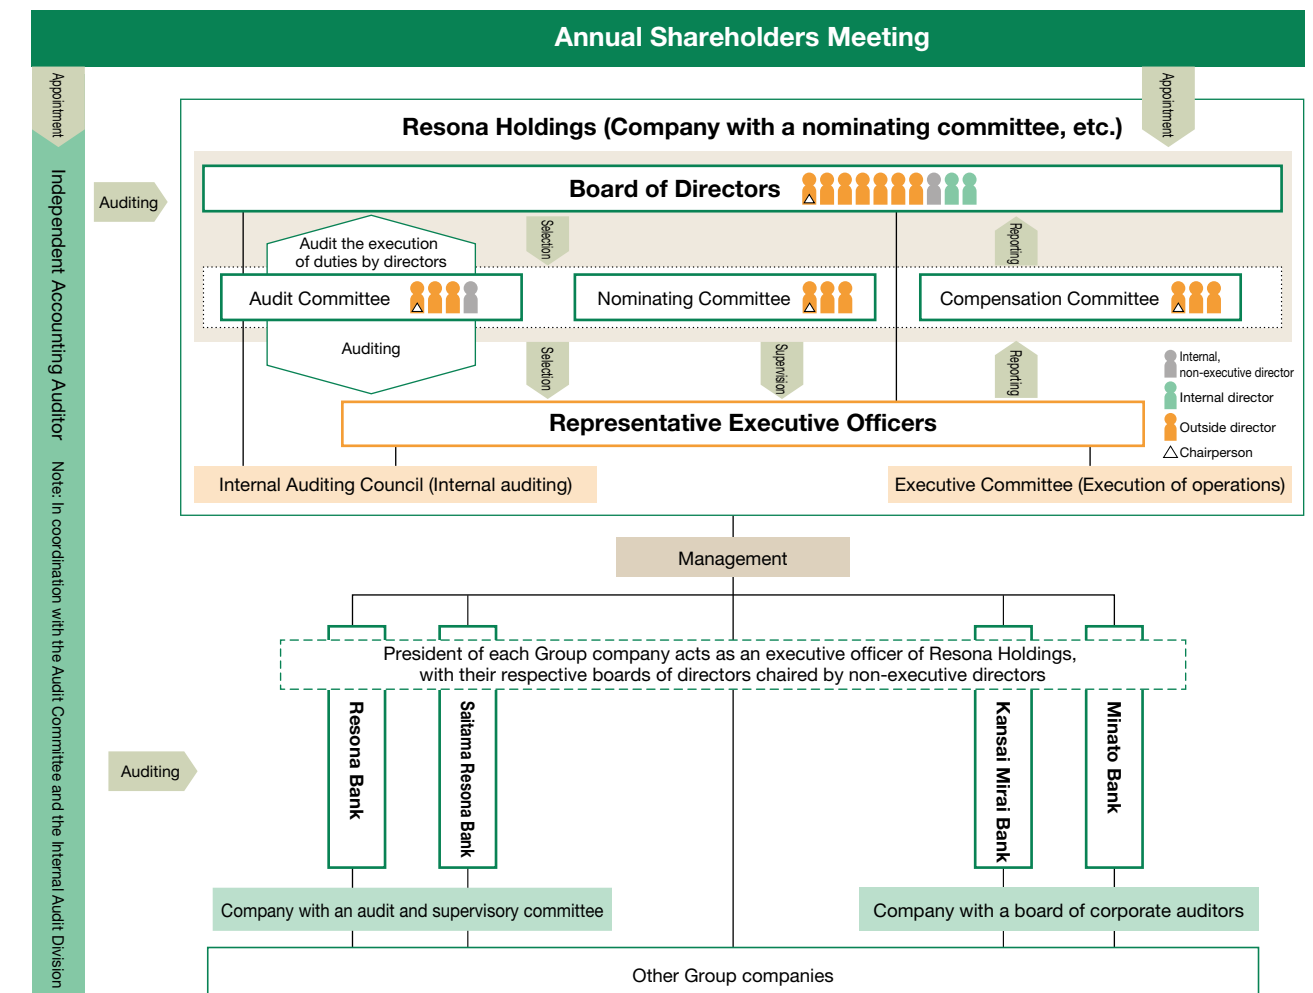 Annual Shareholders Meeting
Appointment
Appointment
Independent Accounting Auditor Note: In coordination with the Audit Committee and the Internal Audit Division
Resona Holdings (Company with a nominating committee, etc.)
Auditing
Board of Directors
Audit the execution
of duties by directors
Selection
Reporting
Audit Committee
Nominating Committee
Compensation Committee
Auditing
Selection
Supervision
Reporting
Internal,
non-executive director
Internal director
Outside director
Chairperson
Representative Executive Officers
Internal Auditing Council (Internal auditing)
Executive Committee (Execution of operations)
Management
President of each Group company acts as an executive officer of Resona Holdings,
with their respective boards of directors chaired by non-executive directors
Resona Bank
Saitama Resona Bank
Kansai Mirai Bank
Minato Bank
Auditing
Company with an audit and supervisory committee
Company with a board of corporate auditors
Other Group companies